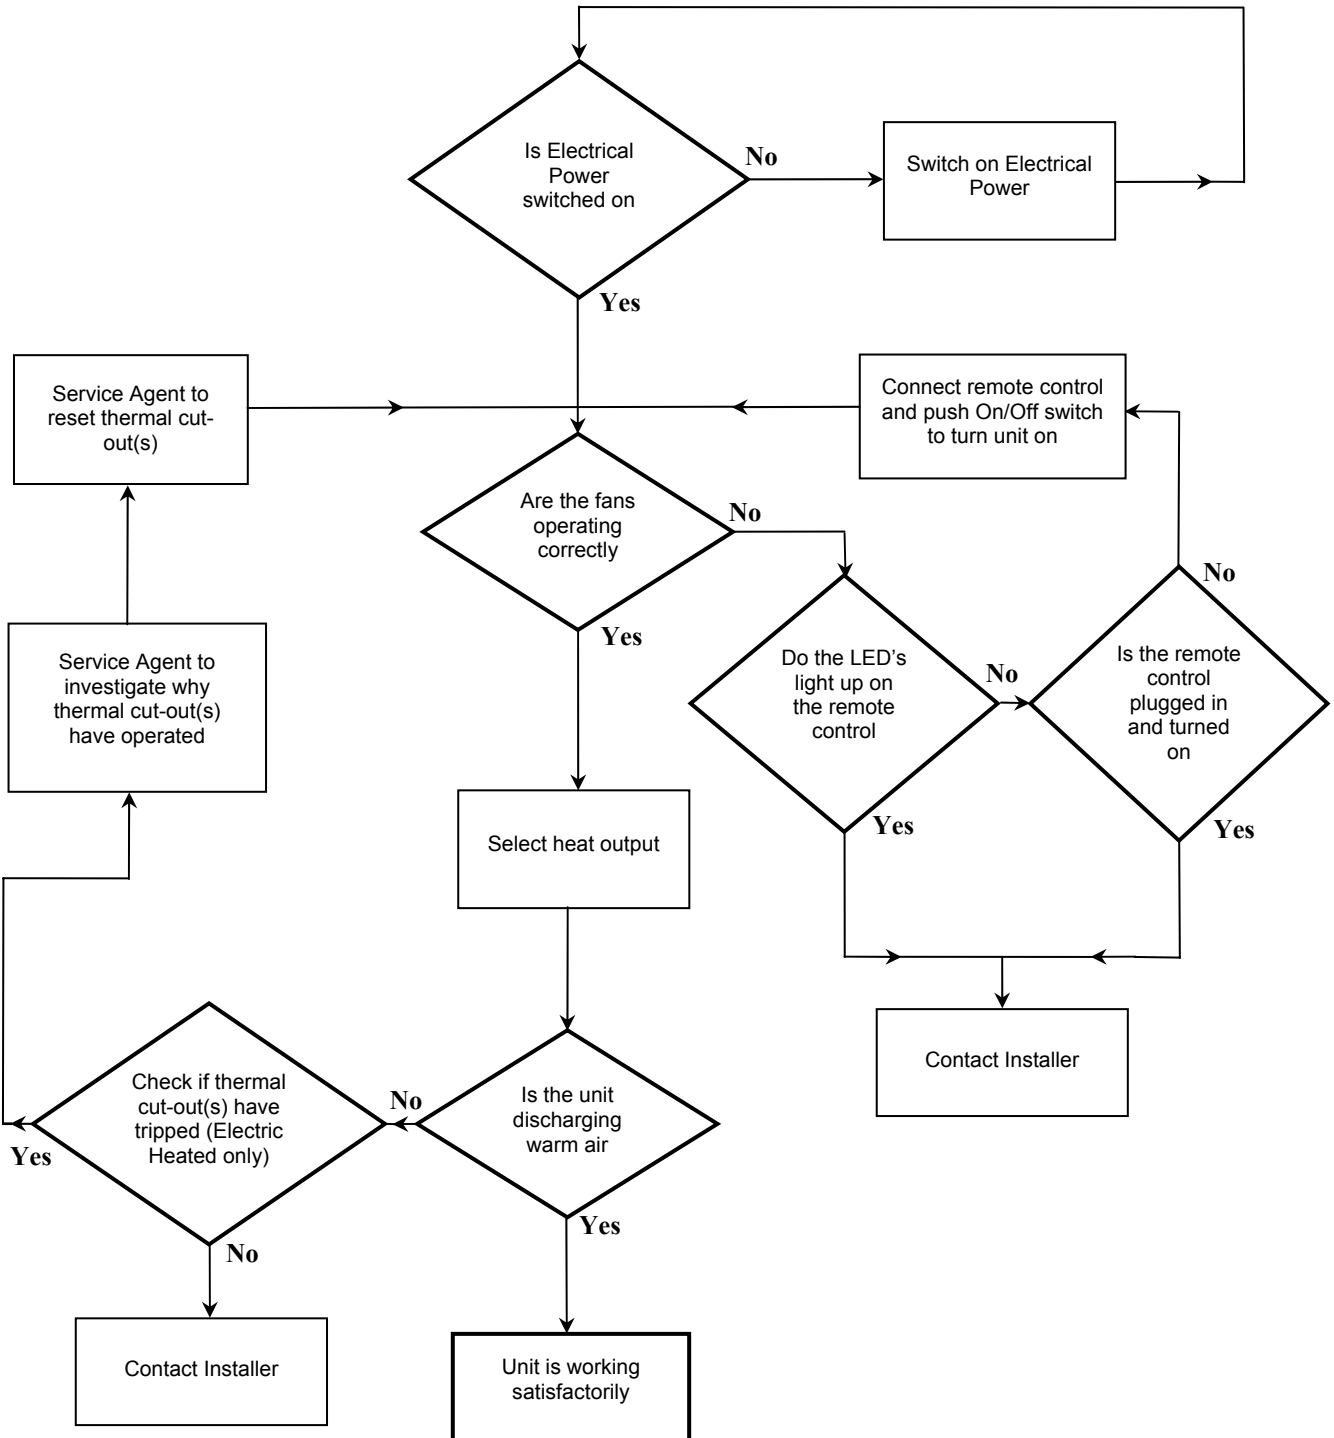 Is Electrical
Power
switched on
No
Switch on Electrical
Power
Yes
Service Agent to
reset thermal cut-
out(s)
Connect remote control
and push On/Off switch
to turn unit on
Are the fans
operating
correctly
No
Yes
No
Service Agent to
investigate why
thermal cut-out(s)
have operated
Do the LED's
light up on
the remote
control
No
Is the remote
control
plugged in
and turned
on
Yes
Yes
Select heat output
Contact Installer
Check if thermal
cut-out(s) have
tripped (Electric
Heated only)
No
Is the unit
discharging
warm air
Yes
Yes
No
Contact Installer
Unit is working
satisfactorily